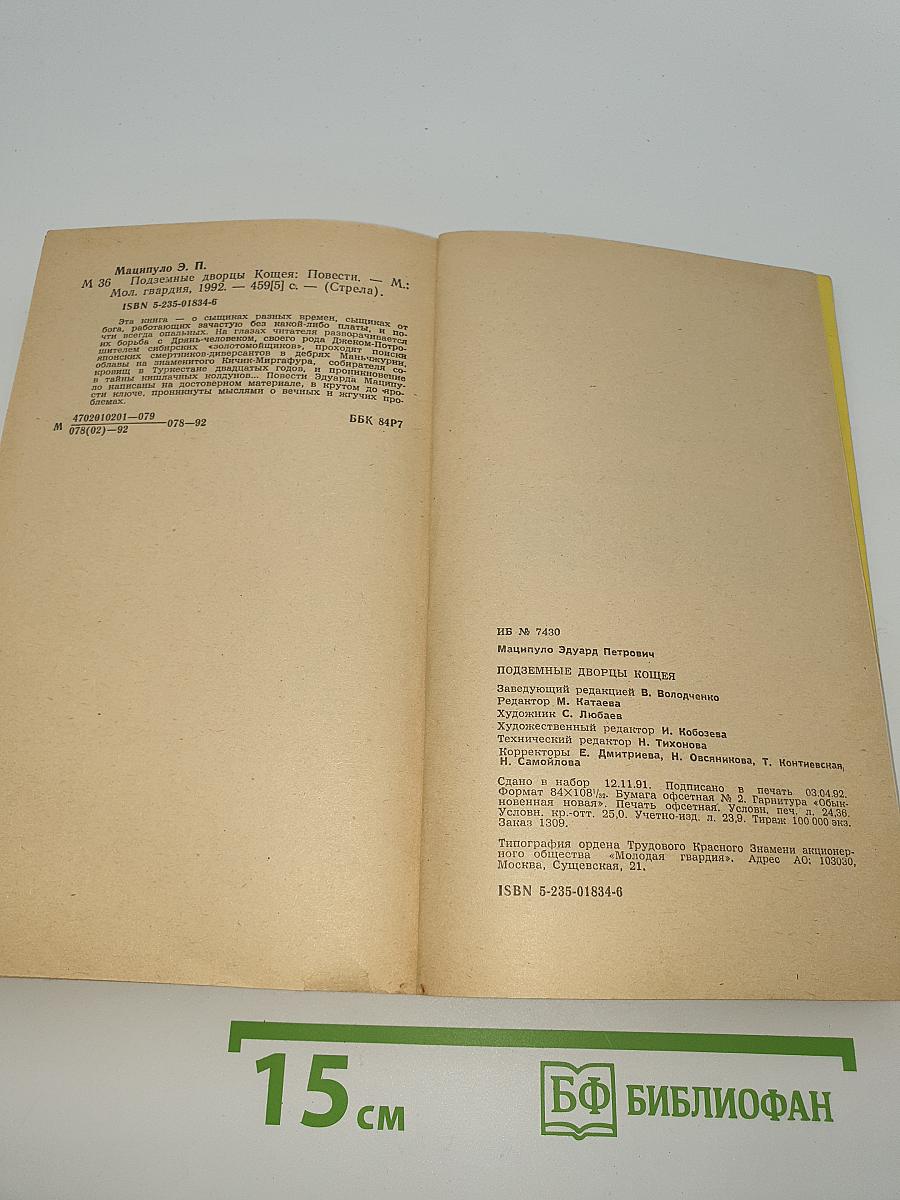 Маципуло Э. П.
М 36 Подземные дворцы Кощея: Повести. — М.:
Мол. гвардия, 1992. — 459[5] с. — (Стрела).
ISBN 5-235-01834-6
Эта книга — о сыщиках разных времен, сыщиках от
бога, работающих зачастую без какой-либо платы, и по-
чти всегда опальных. На глазах читателя разворачивается
их борьба с Дрянь-человеком, своего рода Джеком-Потро-
шителем сибирских «золотомойщиков», проходят поиски
японских смертников-диверсантов в дебрях Маньчжурии,
облавы на знаменитого Кичик-Миргафура, собирателя со-
кровищ в Туркестане двадцатых годов, и проникновение
в тайны кишлачных колдунов... Повести Эдуарда Маципу-
ло написаны на достоверном материале, в крутом до яро-
сти ключе, проникнуты мыслями о вечных и жгучих про-
блемах.
М 4702010201—079
078(02)—92 078—92 ББК 84Р7
ИБ № 7430
Маципуло Эдуард Петрович
ПОДЗЕМНЫЕ ДВОРЦЫ КОЩЕЯ
Заведующий редакцией В. Володченко
Редактор М. Катаева
Художник С. Любаев
Художественный редактор И. Кобозева
Технический редактор Н. Тихонова
Корректоры Е. Дмитриева, Н. Овсяникова, Т. Контиевская,
Н. Самойлова
Сдано в набор 12.11.91. Подписано в печать 03.04.92.
Формат 84×108¹/₃₂. Бумага офсетная № 2. Гарнитура «Обык-
новенная новая». Печать офсетная. Условн. печ. л. 24,36.
Условн. кр.-отт. 25,0. Учетно-изд. л. 23,9. Тираж 100 000 экз.
Заказ 1309.
Типография ордена Трудового Красного Знамени акционер-
ного общества «Молодая гвардия». Адрес АО: 103030,
Москва, Сущевская, 21.
ISBN 5-235-01834-6
15 см
БФ БИБЛИОФАН